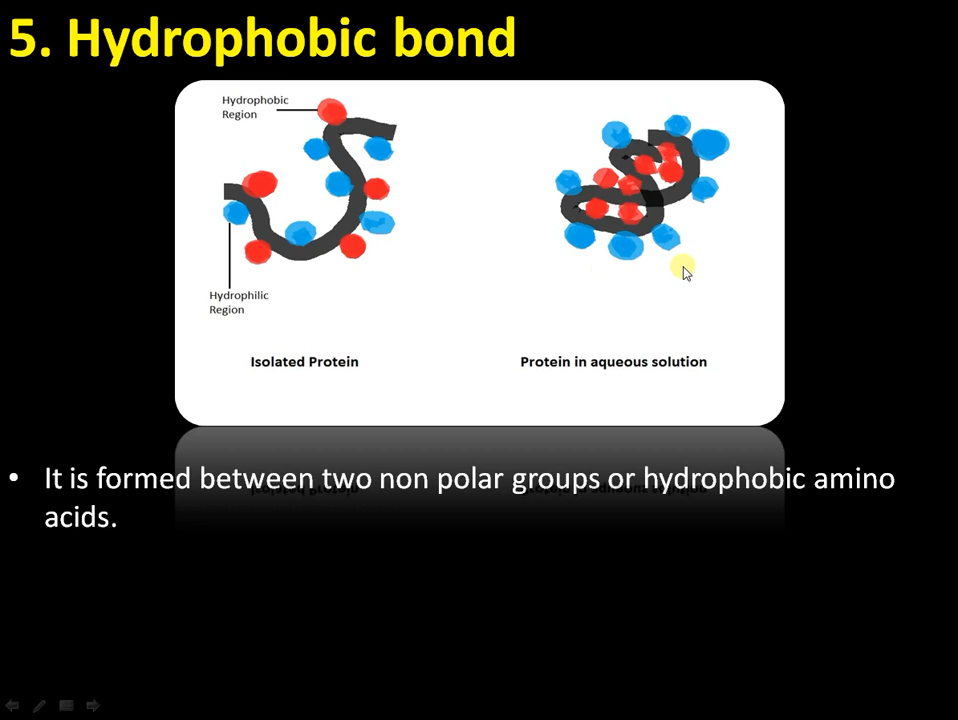 5. Hydrophobic bond
Hydrophobic
Region
Hydrophilic
Region
Isolated Protein
Protein in aqueous solution
• It is formed between two non polar groups or hydrophobic amino
acids.